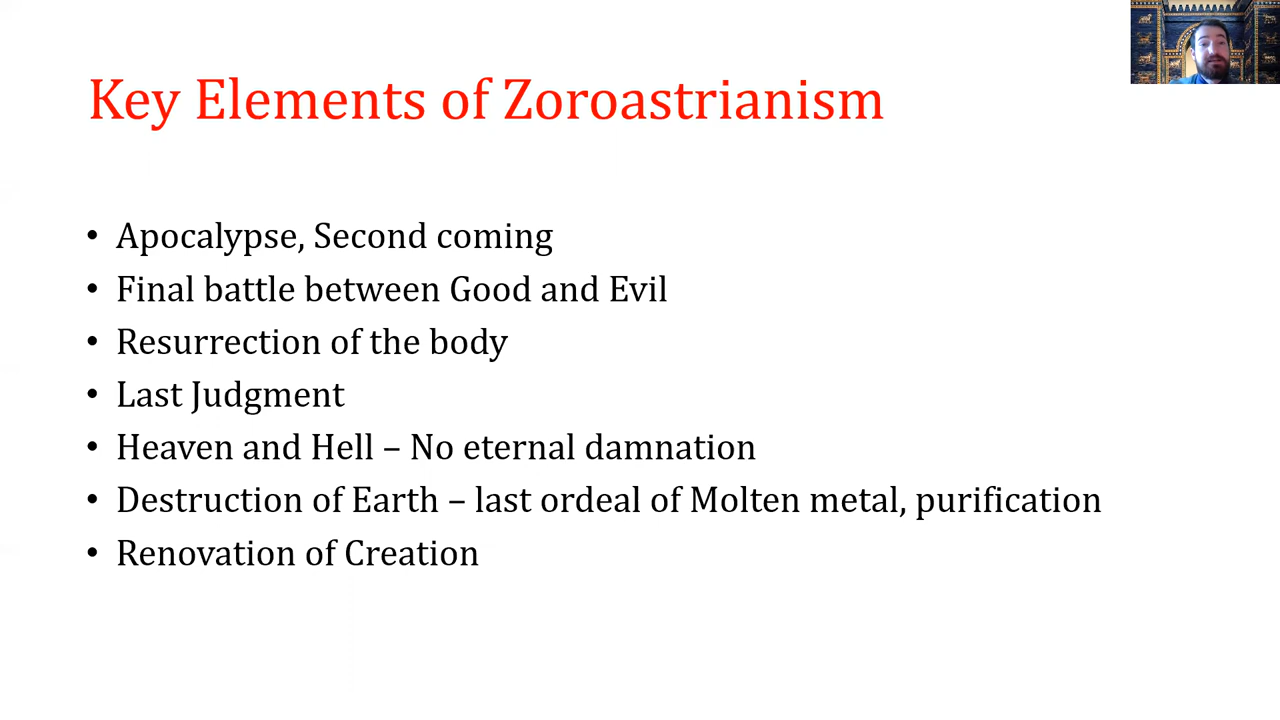 Key Elements of Zoroastrianism
• Apocalypse, Second coming
• Final battle between Good and Evil
• Resurrection of the body
• Last Judgment
• Heaven and Hell – No eternal damnation
• Destruction of Earth – last ordeal of Molten metal, purification
• Renovation of Creation